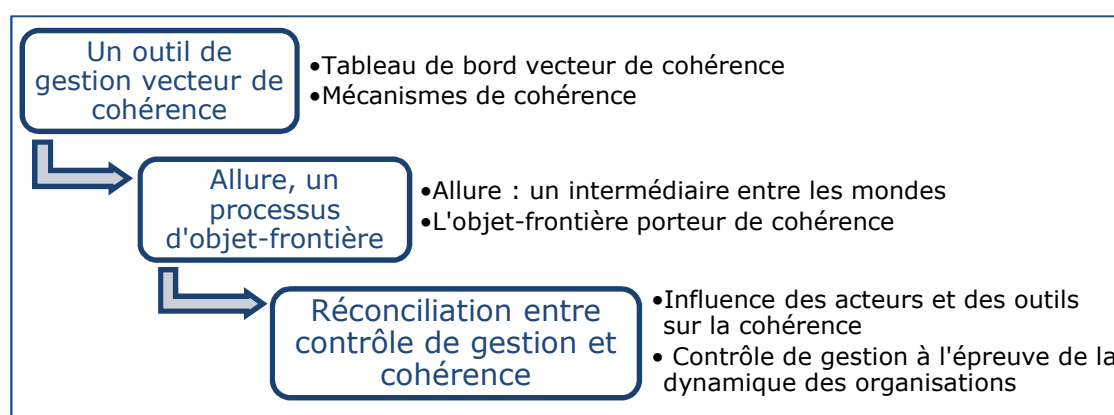 Un outil de
gestion vecteur de
cohérence
•Tableau de bord vecteur de cohérence
•Mécanismes de cohérence
Allure, un
processus
d'objet-frontière
•Allure : un intermédiaire entre les mondes
•L'objet-frontière porteur de cohérence
Réconciliation entre
contrôle de gestion et
cohérence
•Influence des acteurs et des outils
sur la cohérence
• Contrôle de gestion à l'épreuve de la
dynamique des organisations